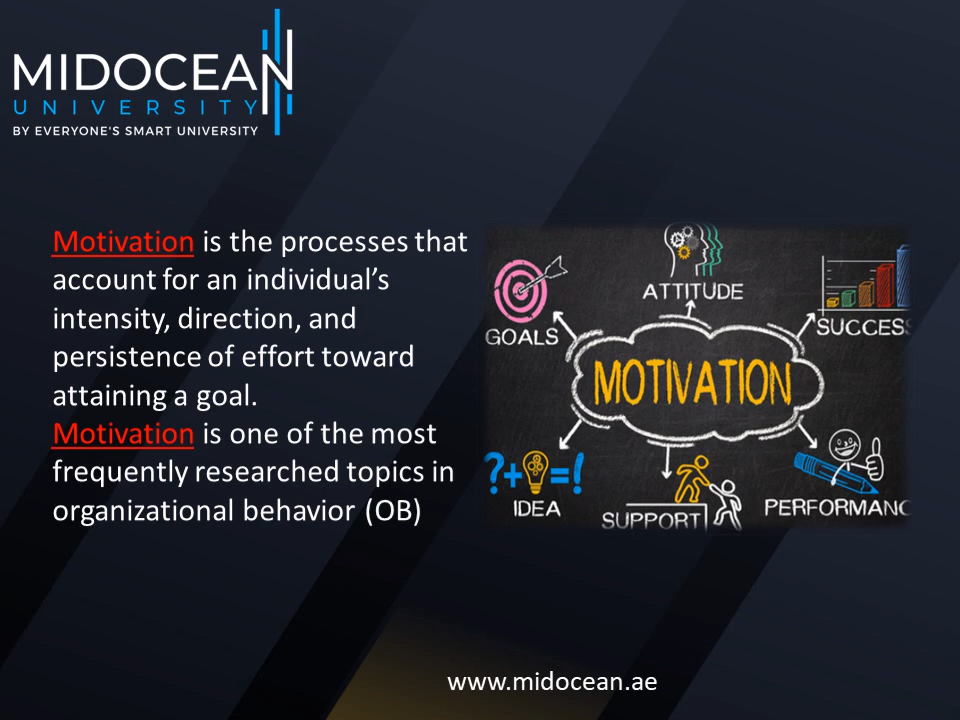 MIDOCEAN
UNIVERSITY
BY EVERYONE'S SMART UNIVERSITY
Motivation is the processes that
account for an individual’s
intensity, direction, and
persistence of effort toward
attaining a goal.
Motivation is one of the most
frequently researched topics in
organizational behavior (OB)
ATTITUDE
GOALS
SUCCES
MOTIVATION
?+=!
IDEA
SUPPORT
PERFORMANC
www.midocean.ae